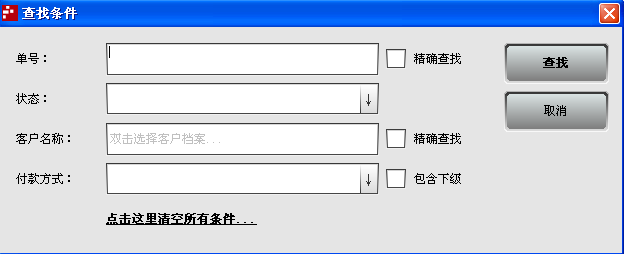 查找条件
单号：
精确查找
查找
状态：
取消
客户名称：
双击选择客户档案...
精确查找
付款方式：
包含下级
点击这里清空所有条件...